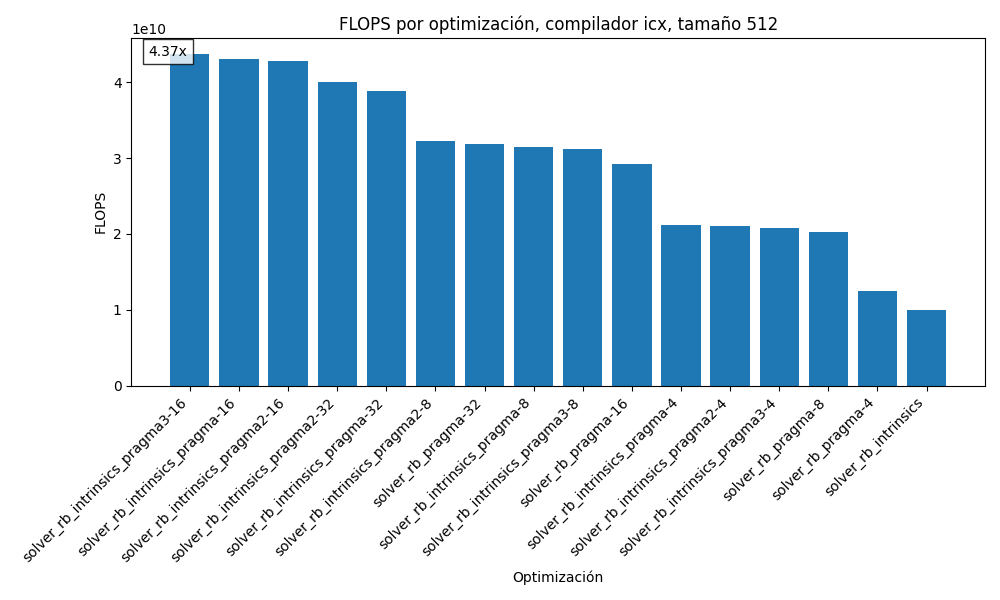 FLOPS por optimización, compilador icx, tamaño 512
1e10
4.37x
4
3
2
1
0
FLOPS
solver_rb_intrinsics_pragma3-16
solver_rb_intrinsics_pragma-16
solver_rb_intrinsics_pragma2-16
solver_rb_intrinsics_pragma2-32
solver_rb_intrinsics_pragma-32
solver_rb_intrinsics_pragma2-8
solver_rb_pragma-32
solver_rb_intrinsics_pragma-8
solver_rb_intrinsics_pragma3-8
solver_rb_pragma-16
solver_rb_intrinsics_pragma-4
solver_rb_intrinsics_pragma2-4
solver_rb_intrinsics_pragma3-4
solver_rb_pragma-8
solver_rb_pragma-4
solver_rb_intrinsics
Optimización